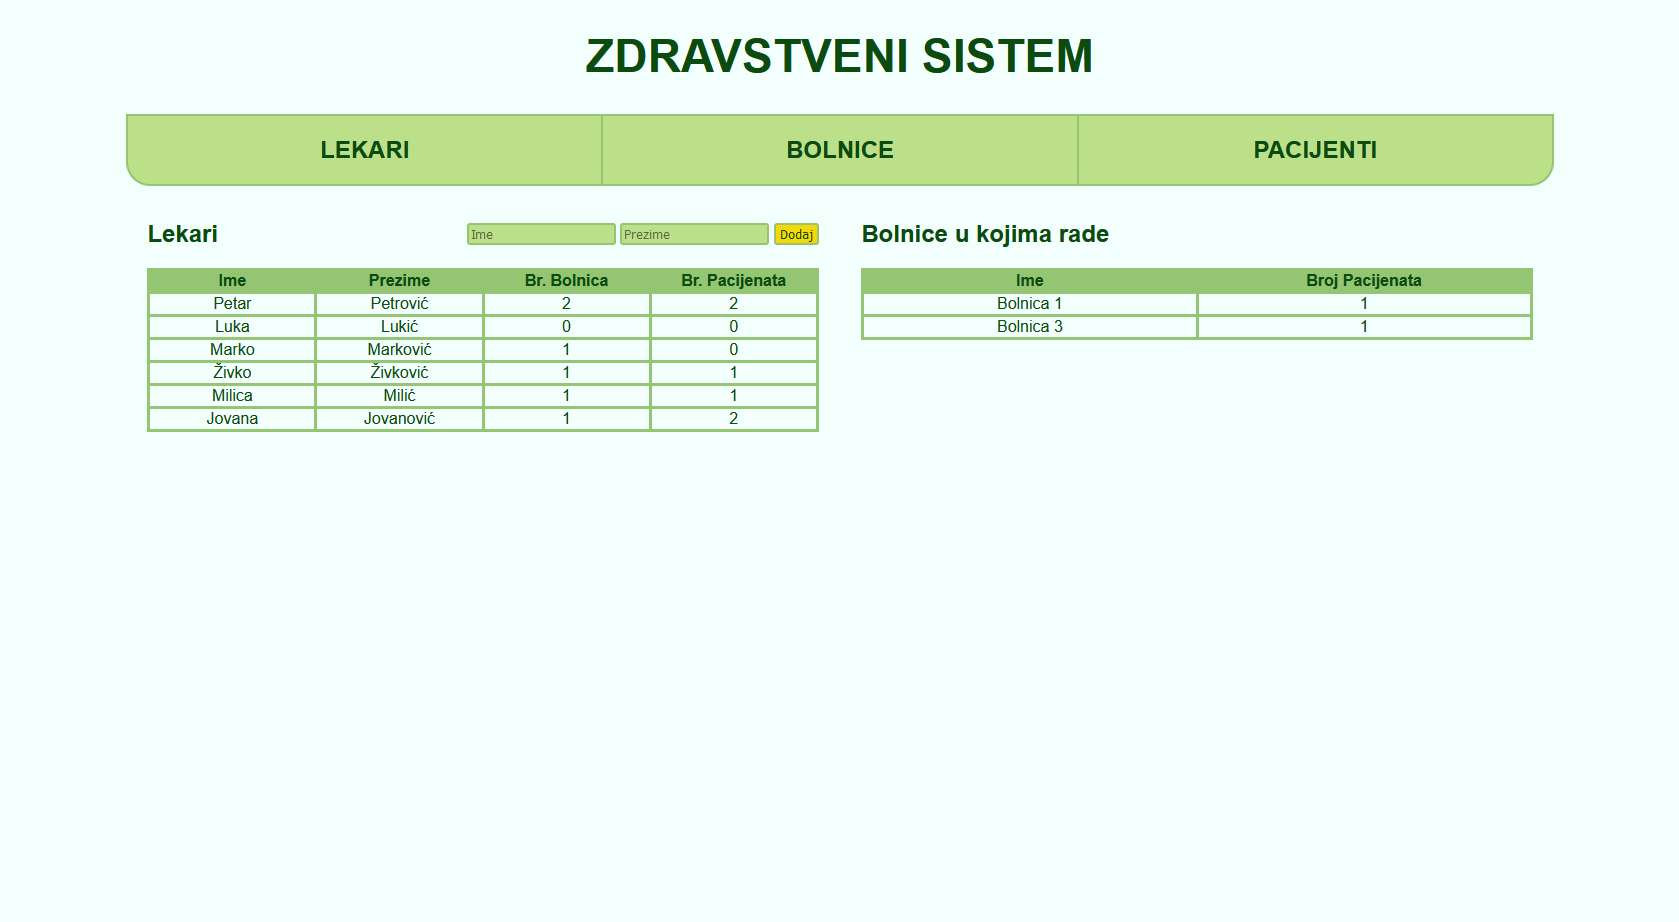 ZDRAVSTVENI SISTEM
LEKARI BOLNICE PACIJENTI
Lekari Ime Prezime Dodaj
Ime Prezime Br. Bolnica Br. Pacijenata
Petar Petrović 2 2
Luka Lukić 0 0
Marko Marković 1 0
Živko Živković 1 1
Milica Milić 1 1
Jovana Jovanović 1 2
Bolnice u kojima rade
Ime Broj Pacijenata
Bolnica 1 1
Bolnica 3 1